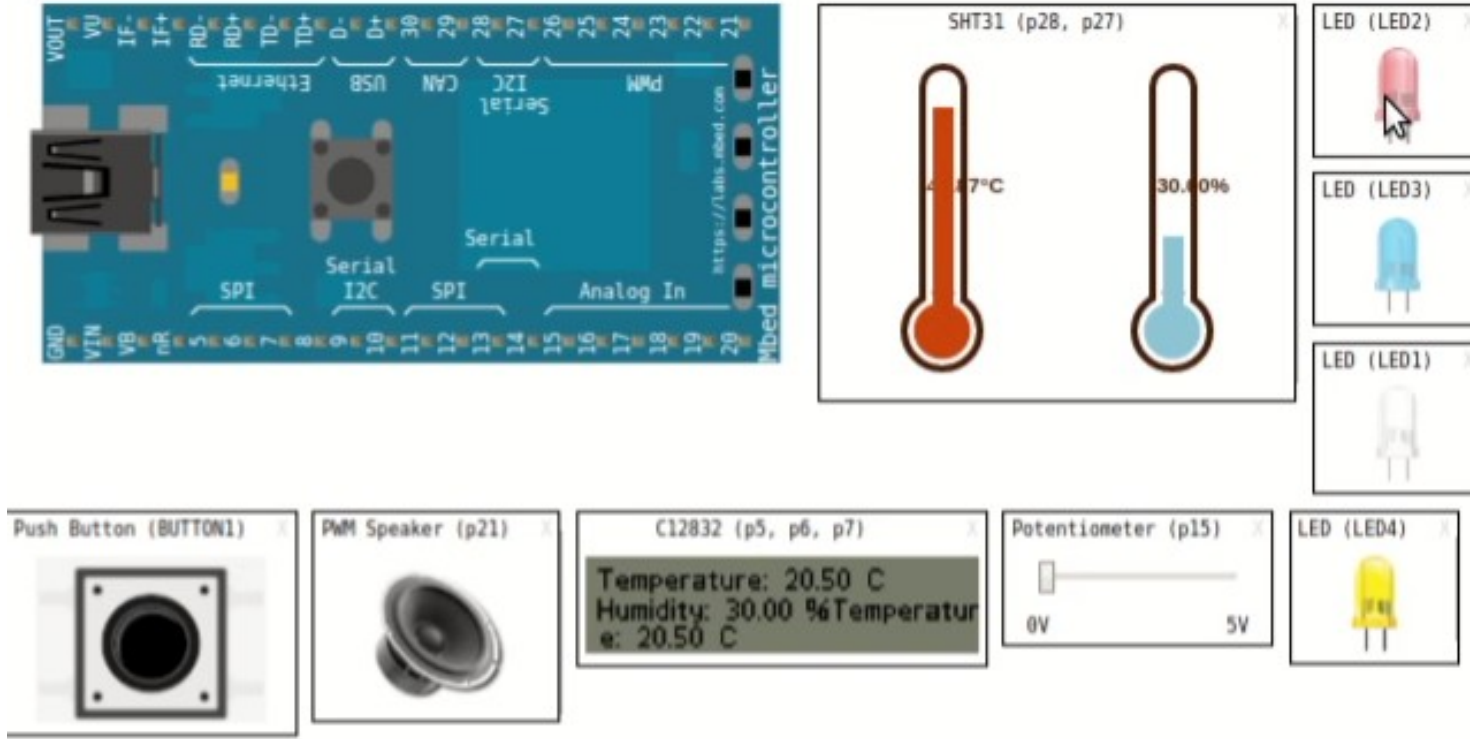 VOUT VU IF- IF+ RD- RD+ TD- TD+ D- D+ 30 29 28 27 26 25 24 23 22 21
Ethernet USB CAN I2C PWM
Serial
https://labs.mbed.com
Mbed microcontroller
Serial
Serial
SPI I2C SPI Analog In
GND VIN VB nR 5 6 7 8 9 10 11 12 13 14 15 16 17 18 19 20
SHT31 (p28, p27) X
30.00%
LED (LED2)
LED (LED3)
LED (LED1)
Push Button (BUTTON1) X
PWM Speaker (p21) X
C12832 (p5, p6, p7) X
Temperature: 20.50 C
Humidity: 30.00 %Temperatur
e: 20.50 C
Potentiometer (p15) X
0V 5V
LED (LED4) X